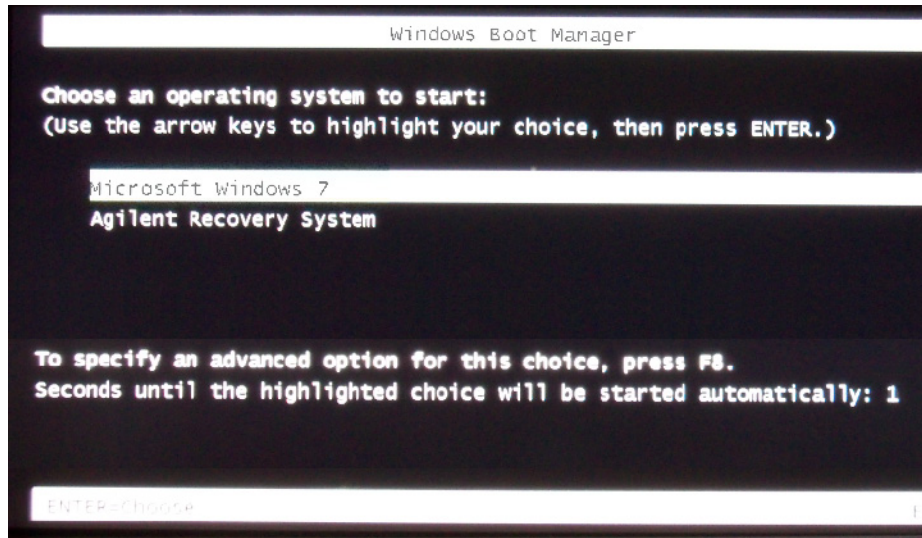 Windows Boot Manager
Choose an operating system to start:
(Use the arrow keys to highlight your choice, then press ENTER.)
Microsoft Windows 7
Agilent Recovery System
To specify an advanced option for this choice, press F8.
Seconds until the highlighted choice will be started automatically: 1
ENTER=Choose